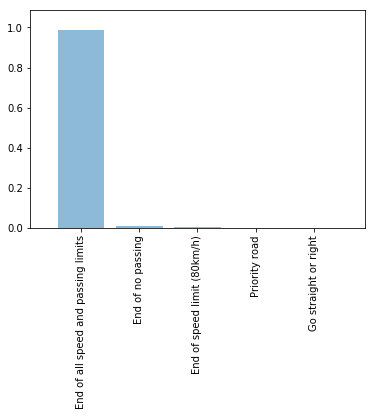 1.0
0.8
0.6
0.4
0.2
0.0
End of all speed and passing limits
End of no passing
End of speed limit (80km/h)
Priority road
Go straight or right